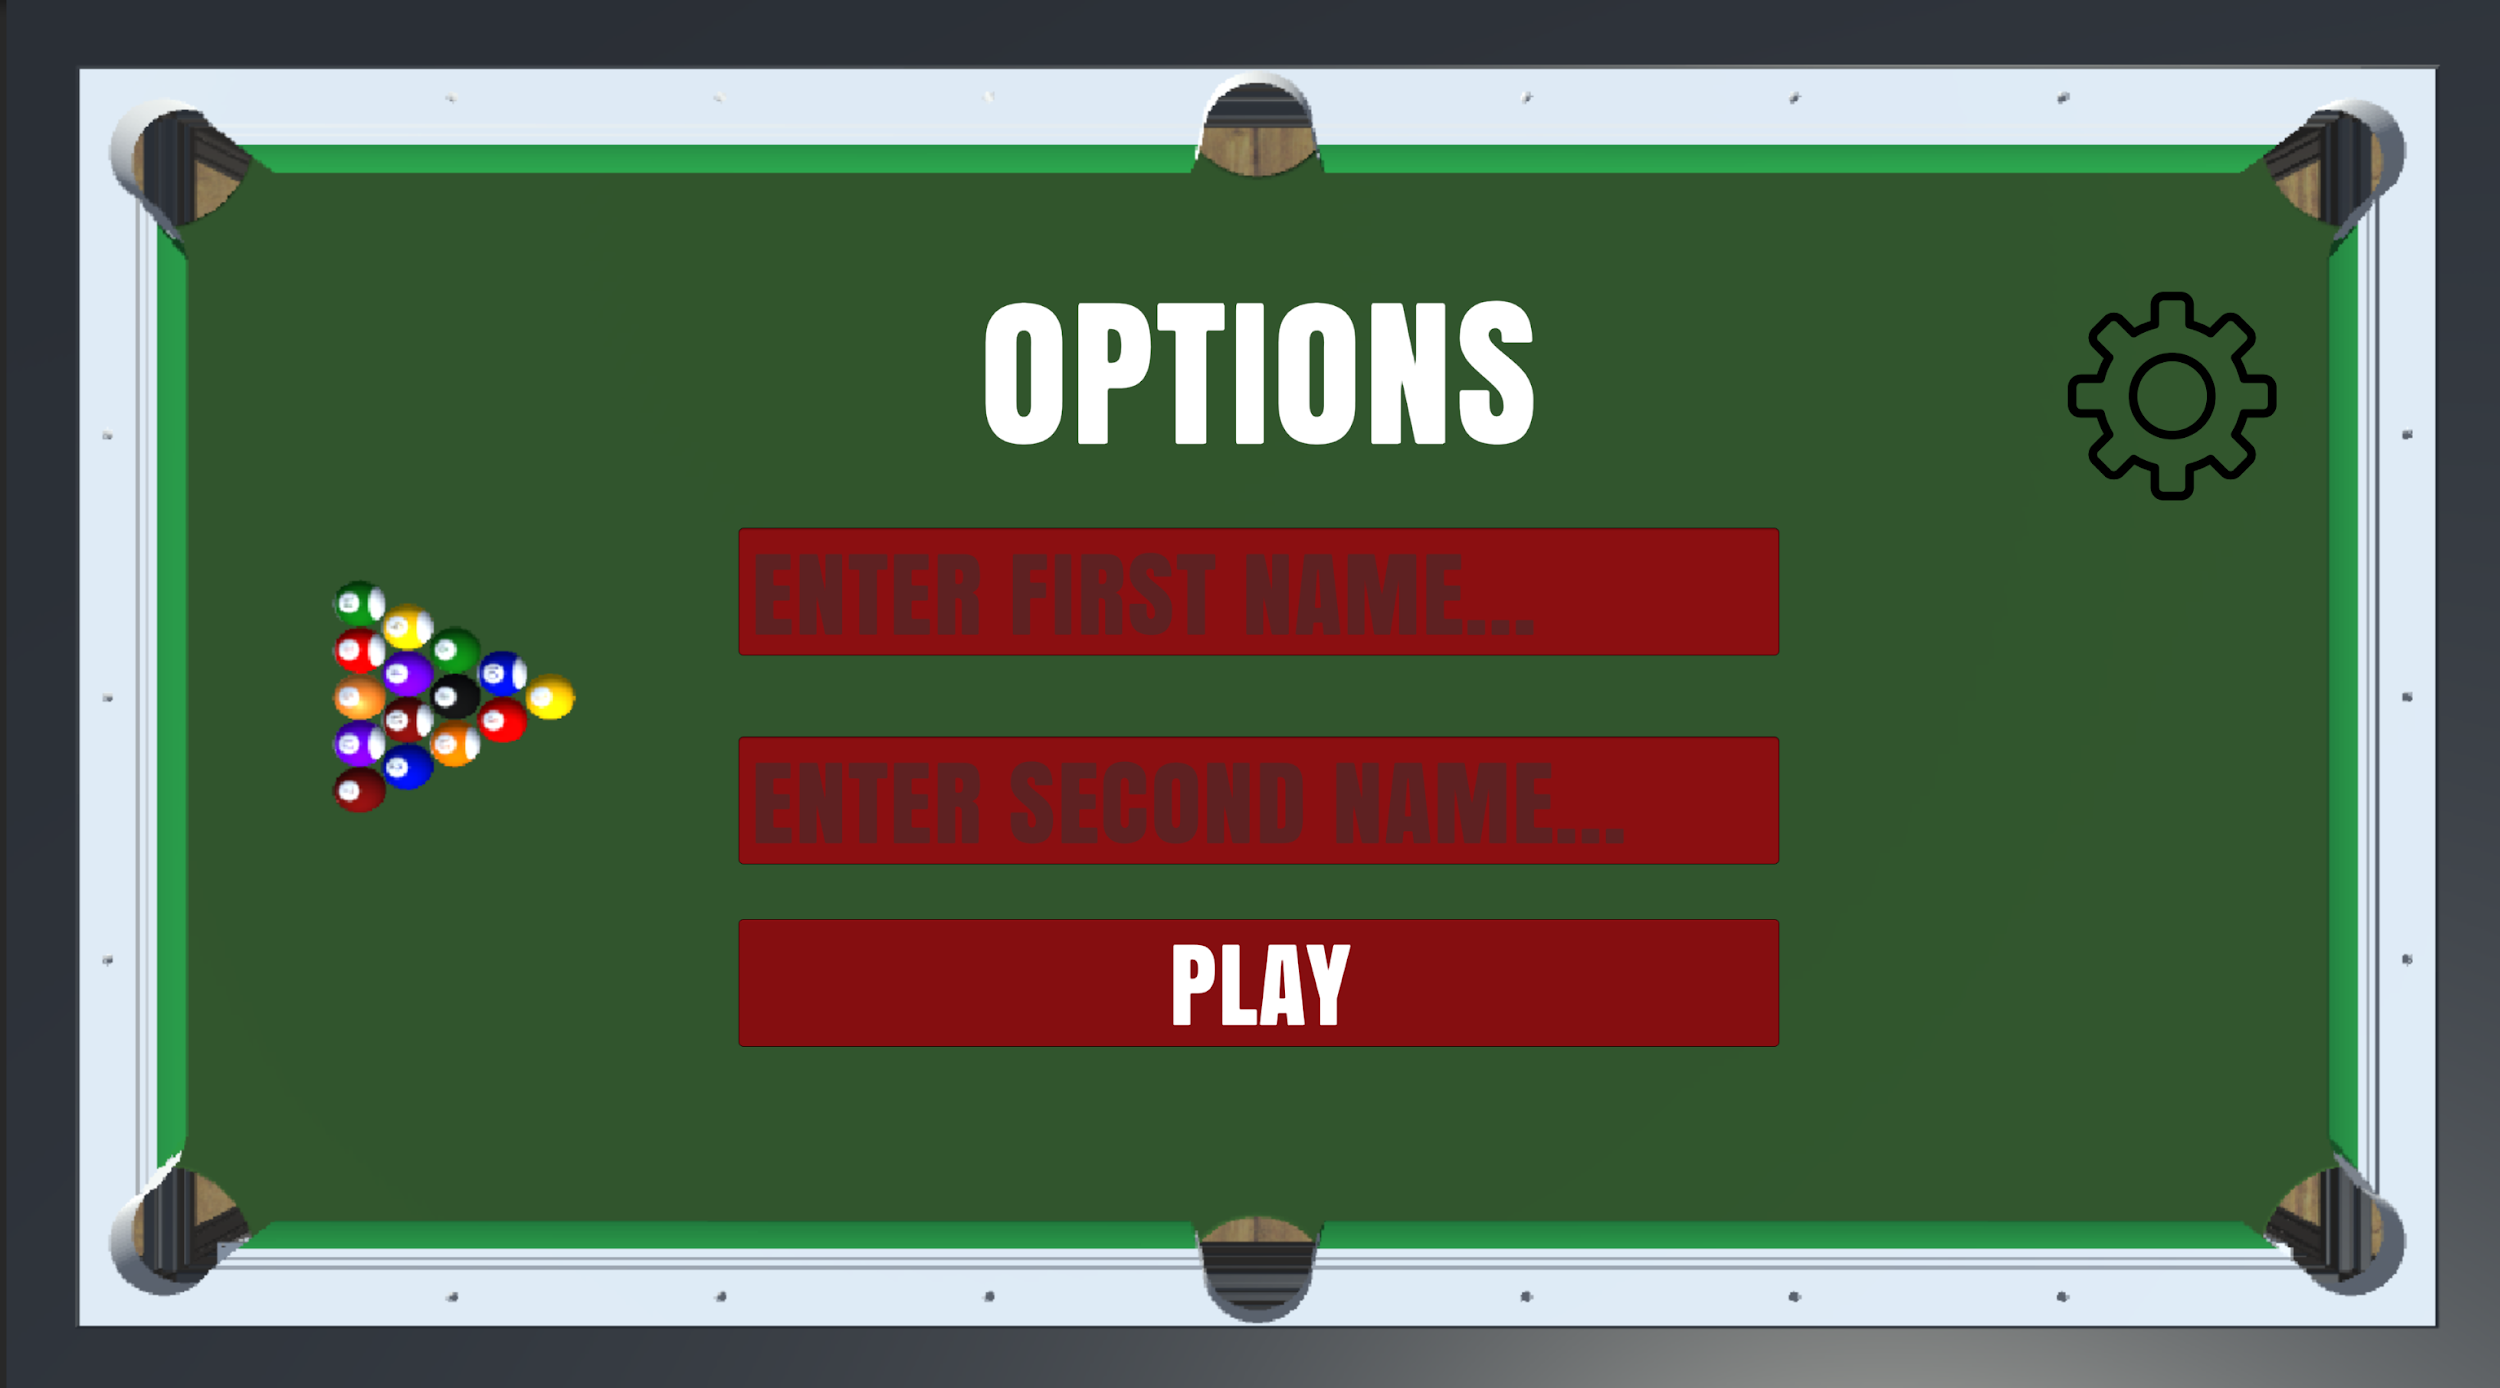 OPTIONS
ENTER FIRST NAME...
ENTER SECOND NAME...
PLAY